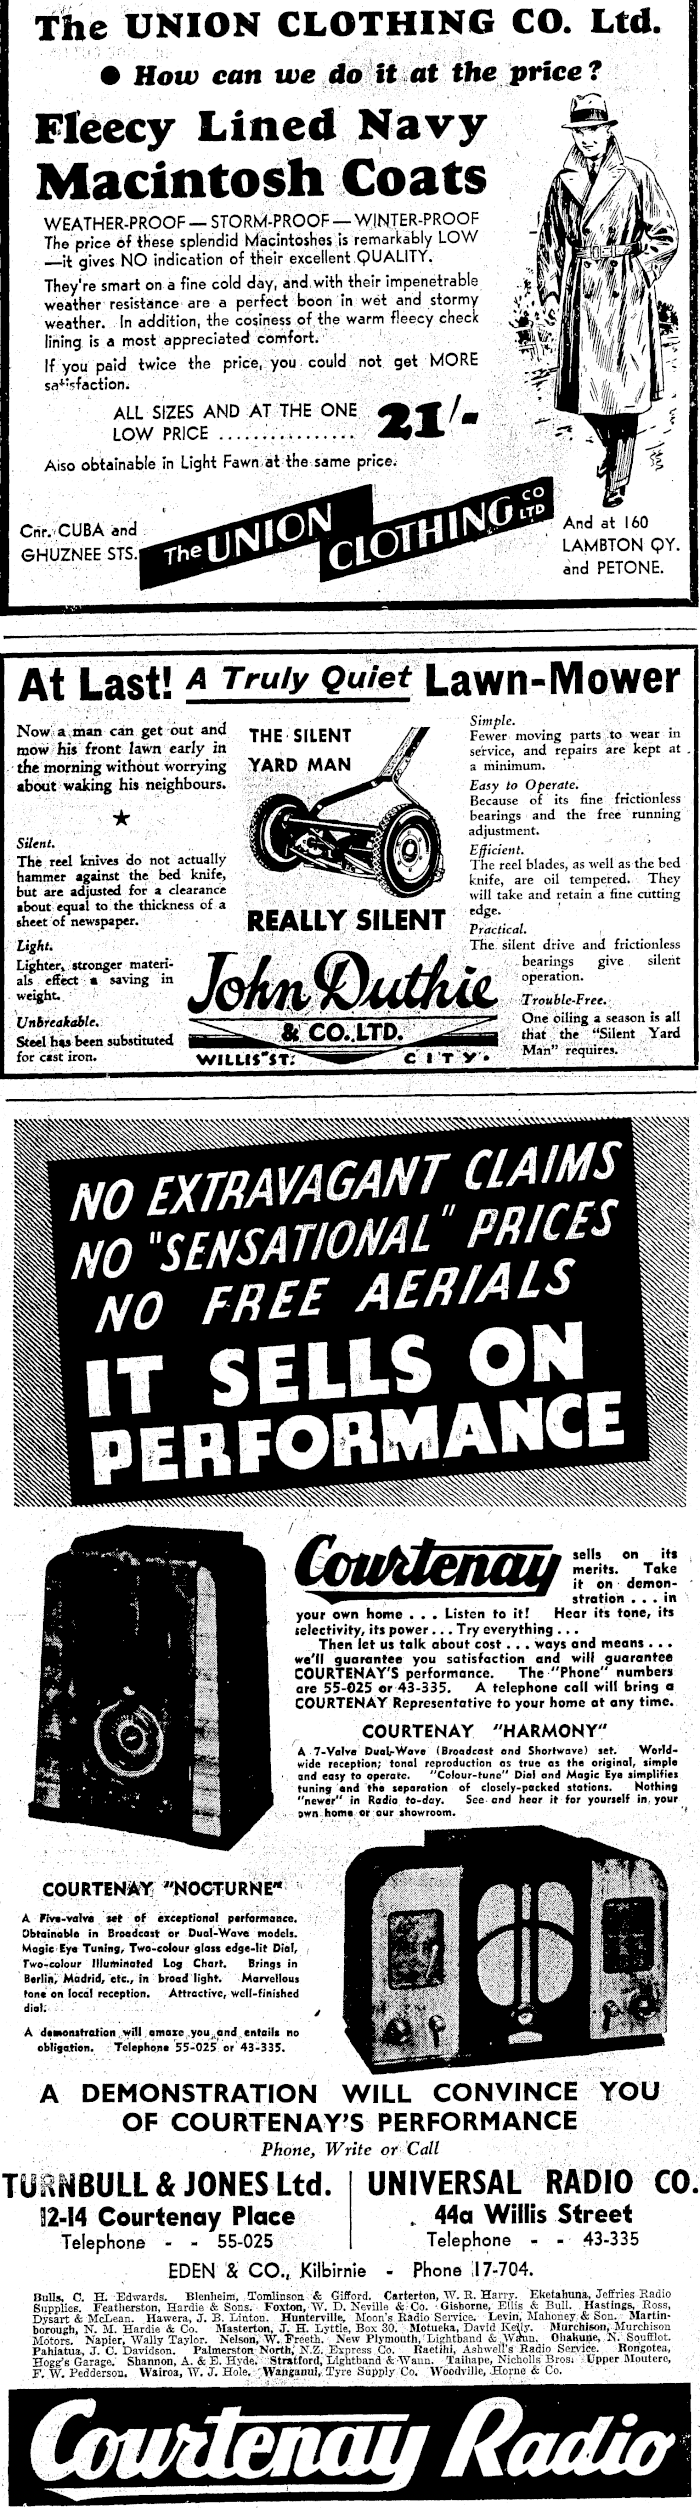 The UNION CLOTHING CO. Ltd.
● How can we do it at the price?
Fleecy Lined Navy
Macintosh Coats
WEATHER-PROOF — STORM-PROOF — WINTER-PROOF
The price of these splendid Macintoshes is remarkably LOW
—it gives NO indication of their excellent QUALITY.
They're smart on a fine cold day, and with their impenetrable
weather resistance are a perfect boon in wet and stormy
weather. In addition, the cosiness of the warm fleecy check
lining is a most appreciated comfort.
If you paid twice the price, you could not get MORE
satisfaction.
ALL SIZES AND AT THE ONE
LOW PRICE ................ 21/-
Also obtainable in Light Fawn at the same price.
Cnr. CUBA and
GHUZNEE STS.
The UNION
CLOTHING CO LTD
And at 160
LAMBTON QY.
and PETONE.
At Last! A Truly Quiet Lawn-Mower
Now a man can get out and
mow his front lawn early in
the morning without worrying
about waking his neighbours.
★
Silent.
The reel knives do not actually
hammer against the bed knife,
but are adjusted for a clearance
about equal to the thickness of a
sheet of newspaper.
Light.
Lighter, stronger materi-
als effect a saving in
weight.
Unbreakable.
Steel has been substituted
for cast iron.
THE SILENT
YARD MAN
REALLY SILENT
John Duthie
& CO. LTD.
WILLIS ST. CITY.
Simple.
Fewer moving parts to wear in
service, and repairs are kept at
a minimum.
Easy to Operate.
Because of its fine frictionless
bearings and the free running
adjustment.
Efficient.
The reel blades, as well as the bed
knife, are oil tempered. They
will take and retain a fine cutting
edge.
Practical.
The silent drive and frictionless
bearings give silent
operation.
Trouble-Free.
One oiling a season is all
that the "Silent Yard
Man" requires.
NO EXTRAVAGANT CLAIMS
NO "SENSATIONAL" PRICES
NO FREE AERIALS
IT SELLS ON
PERFORMANCE
Courtenay sells on its
merits. Take
it on demon-
stration . . . in
your own home . . . Listen to it! Hear its tone, its
selectivity, its power . . . Try everything . . .
Then let us talk about cost . . . ways and means . . .
we'll guarantee you satisfaction and will guarantee
COURTENAY'S performance. The "Phone" numbers
are 55-025 or 43-335. A telephone call will bring a
COURTENAY Representative to your home at any time.
COURTENAY "HARMONY"
A 7-Valve Dual-Wave (Broadcast and Shortwave) set. World-
wide reception; tonal reproduction as true as the original, simple
and easy to operate. "Colour-tune" Dial and Magic Eye simplifies
tuning and the separation of closely-packed stations. Nothing
"newer" in Radio to-day. See and hear it for yourself in your
own home or our showroom.
COURTENAY "NOCTURNE"
A Five-valve set of exceptional performance.
Obtainable in Broadcast or Dual-Wave models.
Magic Eye Tuning, Two-colour glass edge-lit Dial,
Two-colour Illuminated Log Chart. Brings in
Berlin, Madrid, etc., in broad light. Marvellous
tone on local reception. Attractive, well-finished
dial.
A demonstration will amaze you and entails no
obligation. Telephone 55-025 or 43-335.
A DEMONSTRATION WILL CONVINCE YOU
OF COURTENAY'S PERFORMANCE
Phone, Write or Call
TURNBULL & JONES Ltd.
12-14 Courtenay Place
Telephone - - 55-025
UNIVERSAL RADIO CO.
44a Willis Street
Telephone - - 43-335
EDEN & CO., Kilbirnie - Phone 17-704.
Bulls, C. H. Edwards. Blenheim, Tomlinson & Gifford. Carterton, W. R. Harry. Eketahuna, Jeffries Radio
Supplies. Featherston, Hardie & Sons. Foxton, W. D. Neville & Co. Gisborne, Ellis & Bull. Hastings, Ross,
Dysart & McLean. Hawera, J. B. Linton. Hunterville, Moon's Radio Service. Levin, Mahoney & Son. Martin-
borough, N. M. Hardie & Co. Masterton, J. H. Lyttle, Box 30. Motueka, David Kelly. Murchison, Murchison
Motors. Napier, Wally Taylor. Nelson, W. Freeth. New Plymouth, Lightband & Wann. Ohakune, N. Soufflot.
Pahiatua, J. C. Davidson. Palmerston North, N.Z. Express Co. Raetihi, Ashwell's Radio Service. Rongotea,
Hogg's Garage. Shannon, A. & E. Hyde. Stratford, Lightband & Wann. Taihape, Nicholls Bros. Upper Moutere,
F. W. Pedderson. Wairoa, W. J. Hole. Wanganui, Tyre Supply Co. Woodville, Horne & Co.
Courtenay Radio